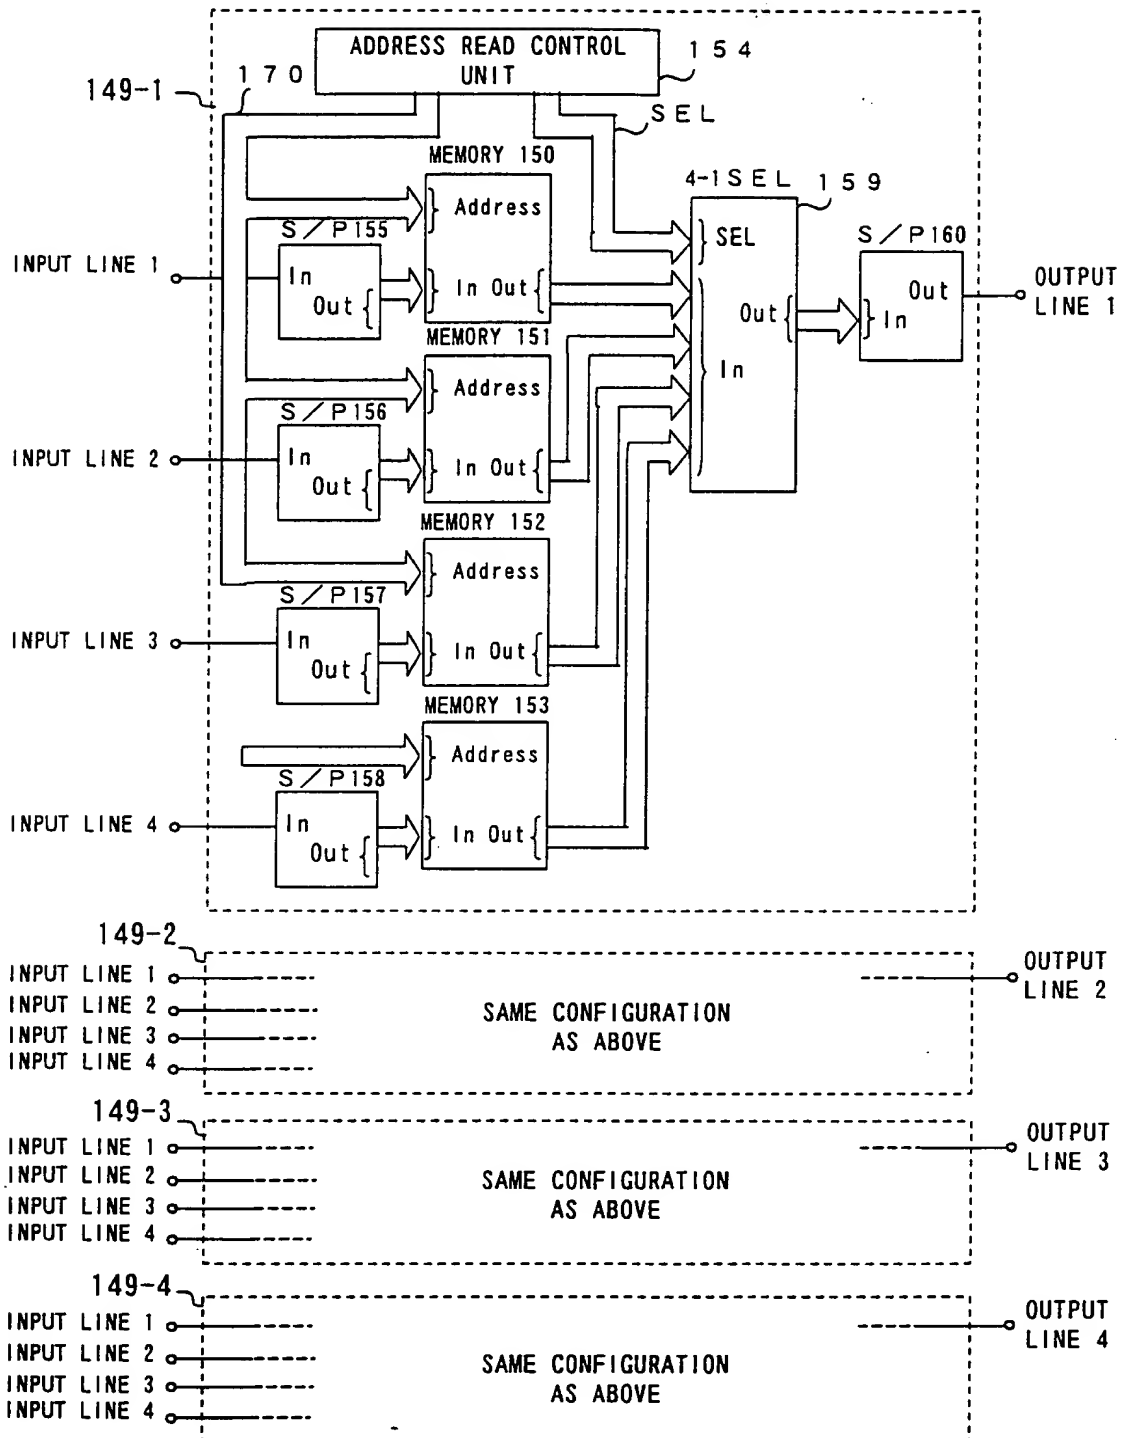 ADDRESS READ CONTROL
UNIT
154
170
149-1
SEL
MEMORY 150
4-1SEL 159
Address
S/P155
SEL
S/P160
INPUT LINE 1
In
Out
In Out
Out
In
OUTPUT
LINE 1
Out
In
MEMORY 151
Address
S/P156
INPUT LINE 2
In
Out
In Out
MEMORY 152
Address
S/P157
INPUT LINE 3
In
Out
In Out
MEMORY 153
Address
S/P158
INPUT LINE 4
In
Out
In Out
149-2
INPUT LINE 1
INPUT LINE 2
INPUT LINE 3
INPUT LINE 4
SAME CONFIGURATION
AS ABOVE
OUTPUT
LINE 2
149-3
INPUT LINE 1
INPUT LINE 2
INPUT LINE 3
INPUT LINE 4
SAME CONFIGURATION
AS ABOVE
OUTPUT
LINE 3
149-4
INPUT LINE 1
INPUT LINE 2
INPUT LINE 3
INPUT LINE 4
SAME CONFIGURATION
AS ABOVE
OUTPUT
LINE 4